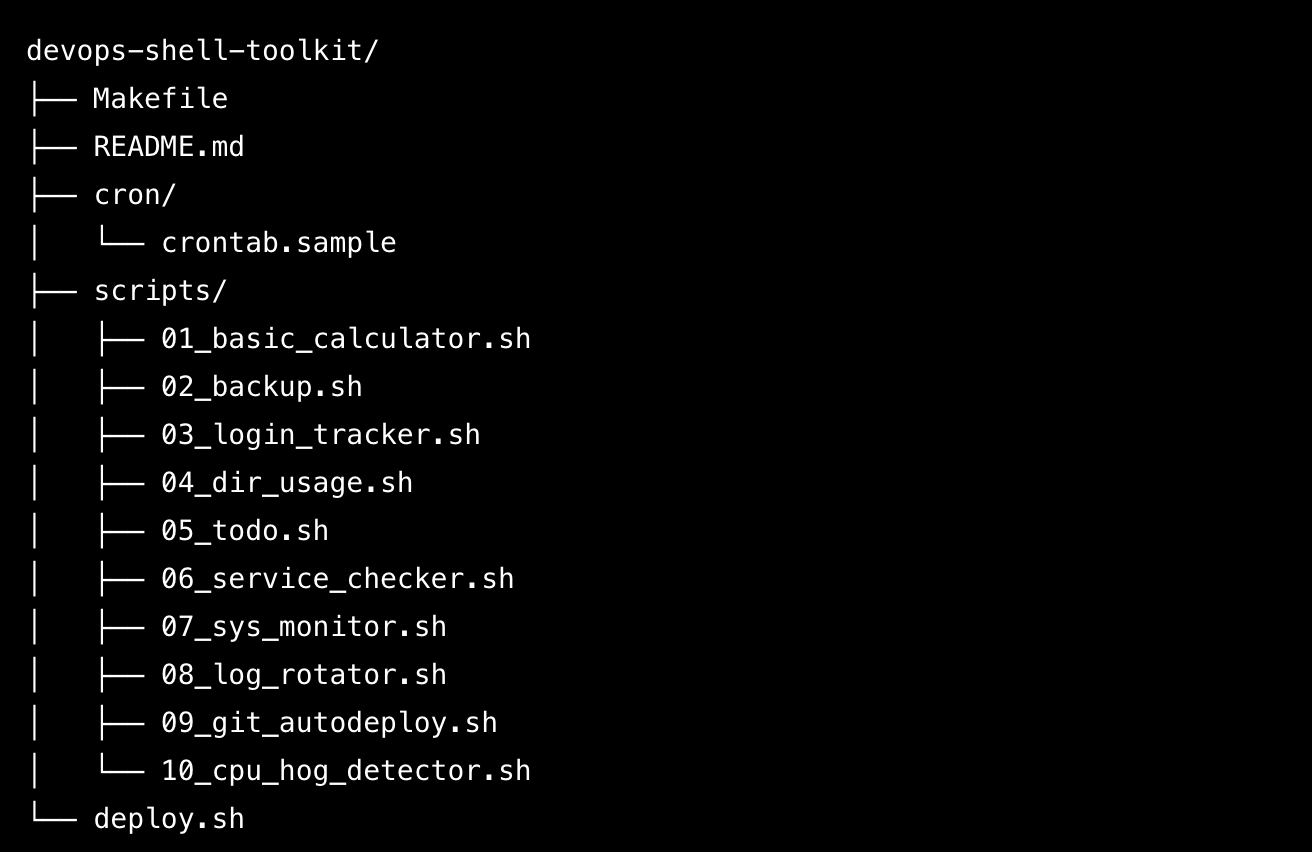 devops-shell-toolkit/
├── Makefile
├── README.md
├── cron/
│   └── crontab.sample
├── scripts/
│   ├── 01_basic_calculator.sh
│   ├── 02_backup.sh
│   ├── 03_login_tracker.sh
│   ├── 04_dir_usage.sh
│   ├── 05_todo.sh
│   ├── 06_service_checker.sh
│   ├── 07_sys_monitor.sh
│   ├── 08_log_rotator.sh
│   ├── 09_git_autodeploy.sh
│   └── 10_cpu_hog_detector.sh
└── deploy.sh